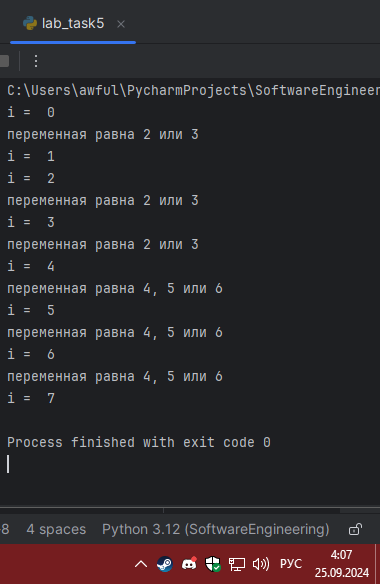 lab_task5
C:\Users\awful\PycharmProjects\SoftwareEngineer
i =  0
переменная равна 2 или 3
i =  1
i =  2
переменная равна 2 или 3
i =  3
переменная равна 2 или 3
i =  4
переменная равна 4, 5 или 6
i =  5
переменная равна 4, 5 или 6
i =  6
переменная равна 4, 5 или 6
i =  7
Process finished with exit code 0
-8 4 spaces Python 3.12 (SoftwareEngineering)
РУС 4:07
25.09.2024